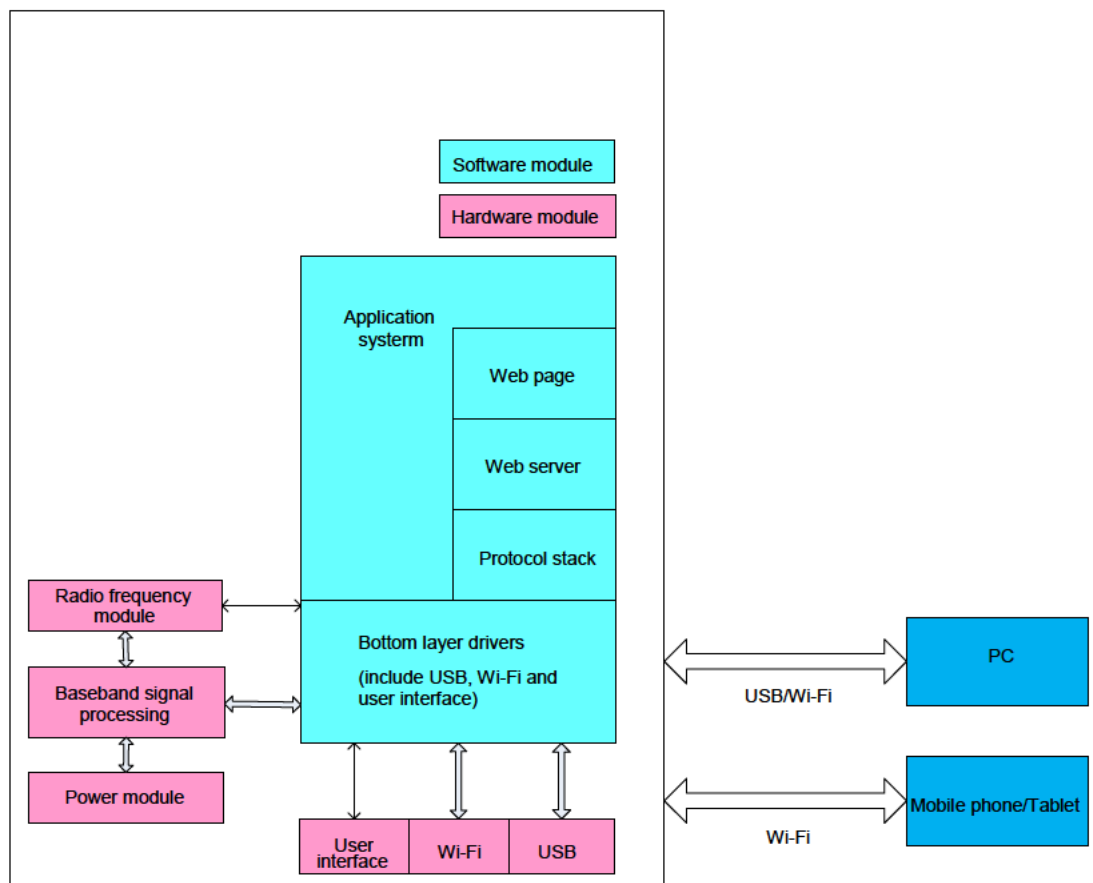 Software module
Hardware module
Application
systerm
Web page
Web server
Protocol stack
Radio frequency
module
Bottom layer drivers
(include USB, Wi-Fi and
user interface)
Baseband signal
processing
Power module
User
interface
Wi-Fi
USB
PC
USB/Wi-Fi
Mobile phone/Tablet
Wi-Fi